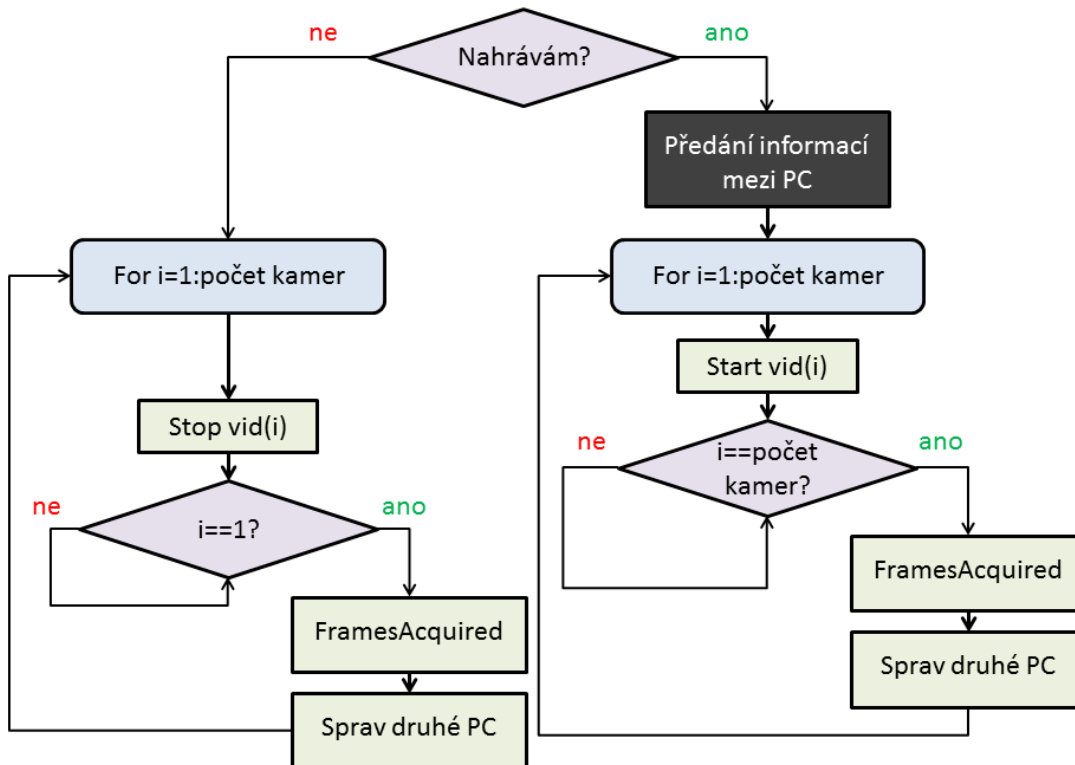 ne
ano
Nahrávám?
Předání informací
mezi PC
For i=1:počet kamer
For i=1:počet kamer
Start vid(i)
Stop vid(i)
ne
ano
i==počet
kamer?
ne
ano
i==1?
FramesAcquired
FramesAcquired
Sprav druhé PC
Sprav druhé PC